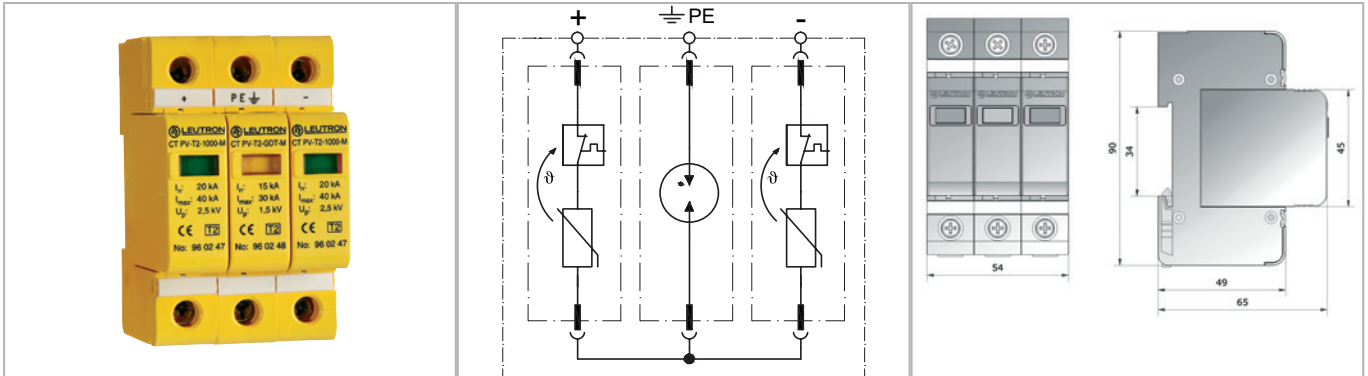 + PE ⏚ -
LEUTRON LEUTRON LEUTRON
CT PV-T2-1000-M CT PV-T2-GDT-M CT PV-T2-1000-M
In: 20 kA In: 15 kA In: 20 kA
Imax: 40 kA Imax: 30 kA Imax: 40 kA
Up: 2,5 kV Up: 1,5 kV Up: 2,5 kV
CE T2 CE T2 CE T2
No: 96 02 47 No: 96 02 48 No: 96 02 47
+ ⏚ PE -
ϑ ϑ
LEUTRON LEUTRON LEUTRON
54
90
34
45
49
65